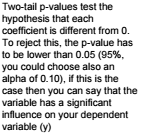 Two-tail p-values test the
hypothesis that each
coefficient is different from 0.
To reject this, the p-value has
to be lower than 0.05 (95%,
you could choose also an
alpha of 0.10), if this is the
case then you can say that the
variable has a significant
influence on your dependent
variable (y)